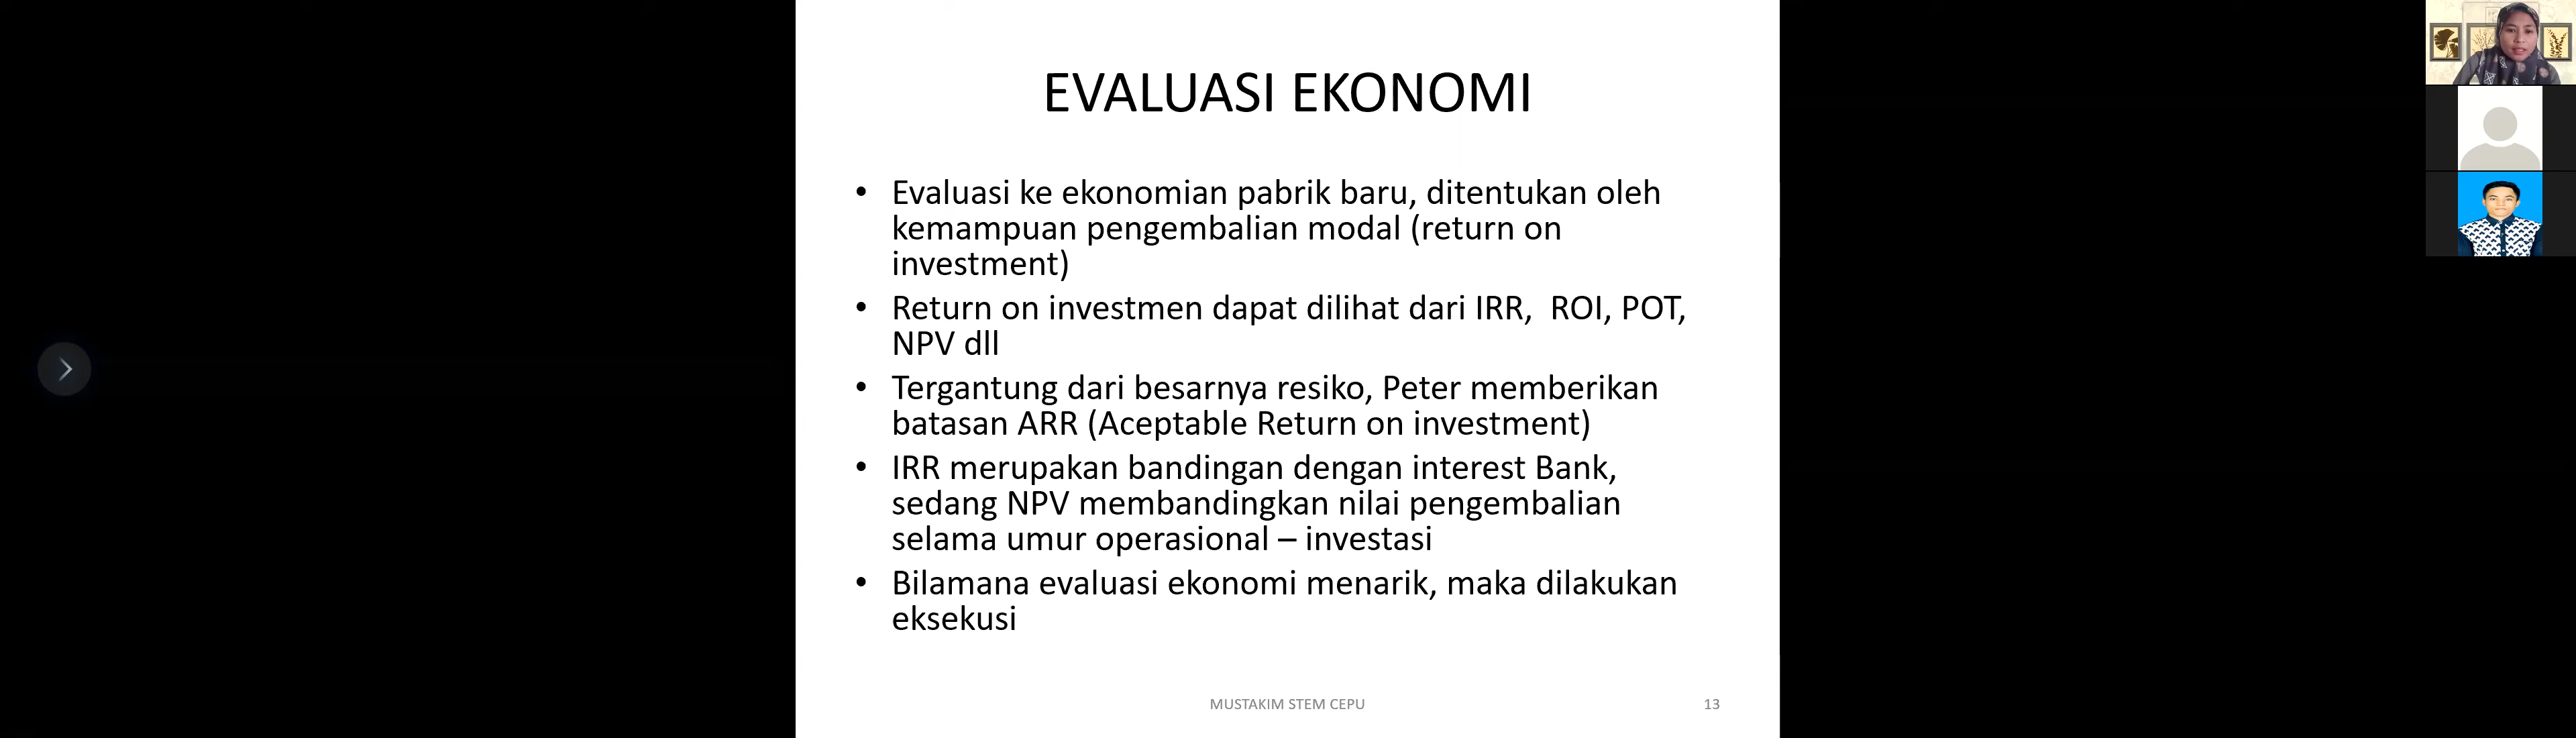 EVALUASI EKONOMI
• Evaluasi ke ekonomian pabrik baru, ditentukan oleh
kemampuan pengembalian modal (return on
investment)
• Return on investmen dapat dilihat dari IRR,  ROI, POT,
NPV dll
• Tergantung dari besarnya resiko, Peter memberikan
batasan ARR (Aceptable Return on investment)
• IRR merupakan bandingan dengan interest Bank,
sedang NPV membandingkan nilai pengembalian
selama umur operasional – investasi
• Bilamana evaluasi ekonomi menarik, maka dilakukan
eksekusi
MUSTAKIM STEM CEPU
13